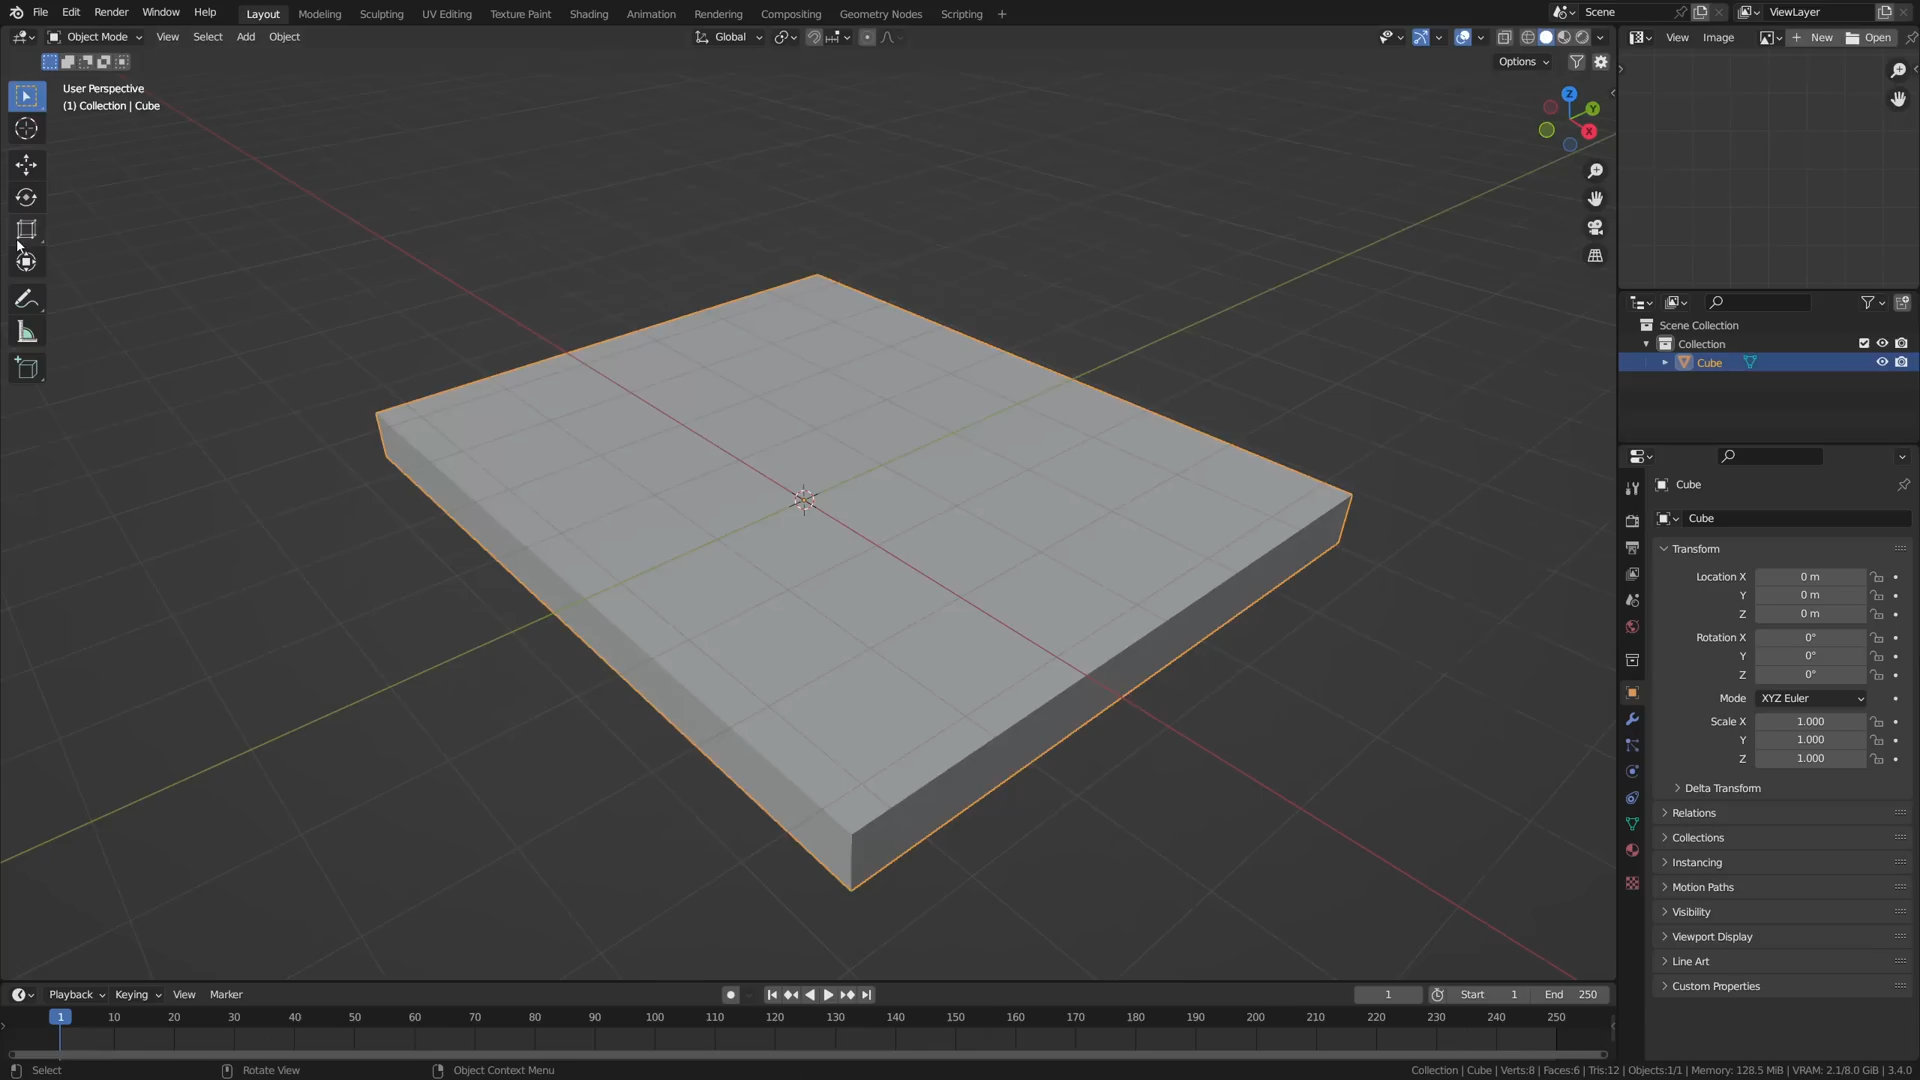 File Edit Render Window Help Layout Modeling Sculpting UV Editing Texture Paint Shading Animation Rendering Compositing Geometry Nodes Scripting + Scene ViewLayer
Object Mode View Select Add Object Global View Image + New Open
Options
User Perspective
(1) Collection | Cube
Z
Y
X
Scene Collection
Collection
Cube
Cube
Cube
Transform
Location X 0 m
Y 0 m
Z 0 m
Rotation X 0°
Y 0°
Z 0°
Mode XYZ Euler
Scale X 1.000
Y 1.000
Z 1.000
Delta Transform
Relations
Collections
Instancing
Motion Paths
Visibility
Viewport Display
Line Art
Custom Properties
Playback Keying View Marker 1 Start 1 End 250
1 10 20 30 40 50 60 70 80 90 100 110 120 130 140 150 160 170 180 190 200 210 220 230 240 250
Select Rotate View Object Context Menu Collection | Cube | Verts:8 | Faces:6 | Tris:12 | Objects:1/1 | Memory: 128.5 MiB | VRAM: 2.1/8.0 GiB | 3.4.0